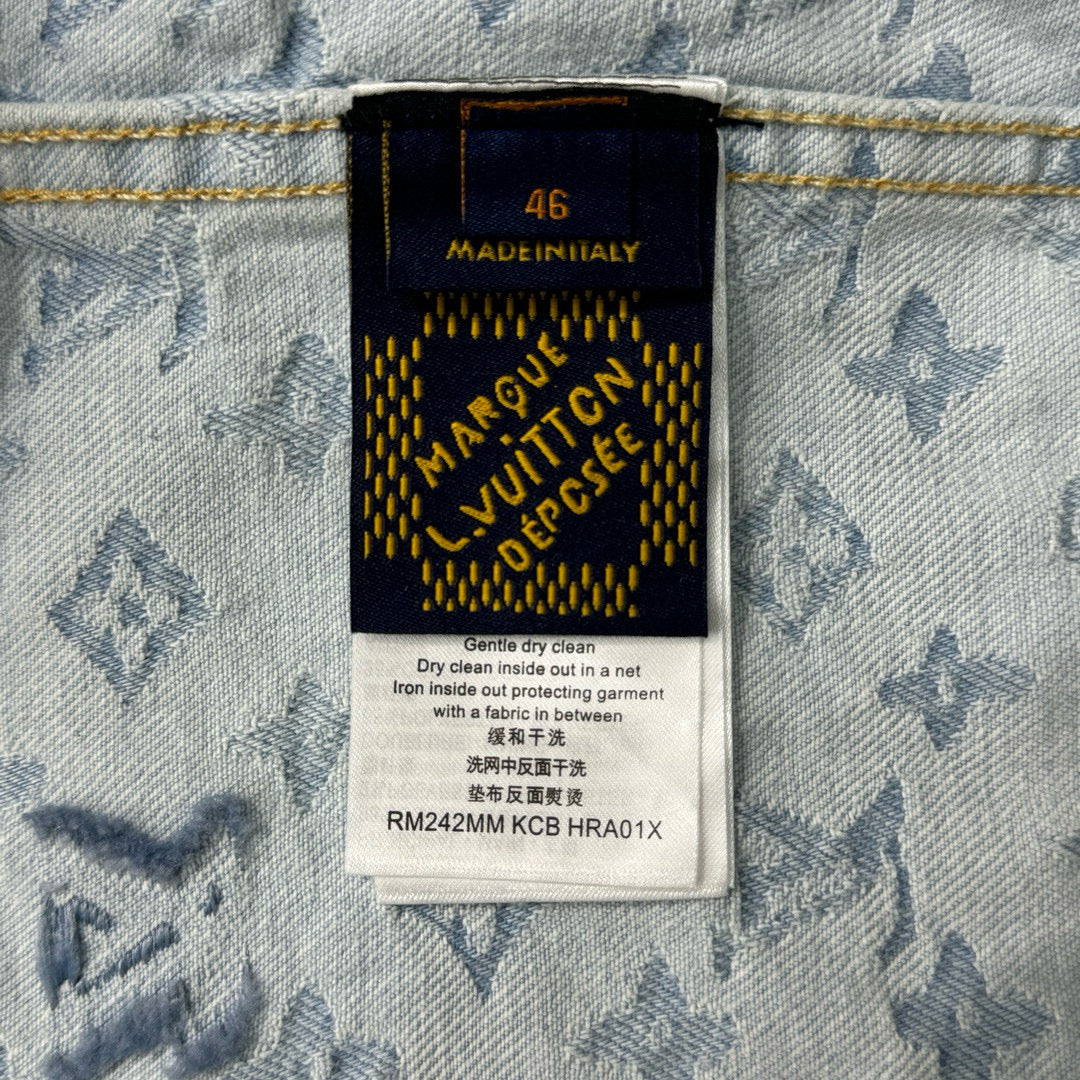 46
MADEINITALY
MARQUE
L.VUITTON
DÉPOSÉE
Gentle dry clean
Dry clean inside out in a net
Iron inside out protecting garment
with a fabric in between
缓和干洗
洗网中反面干洗
垫布反面熨烫
RM242MM KCB HRA01X